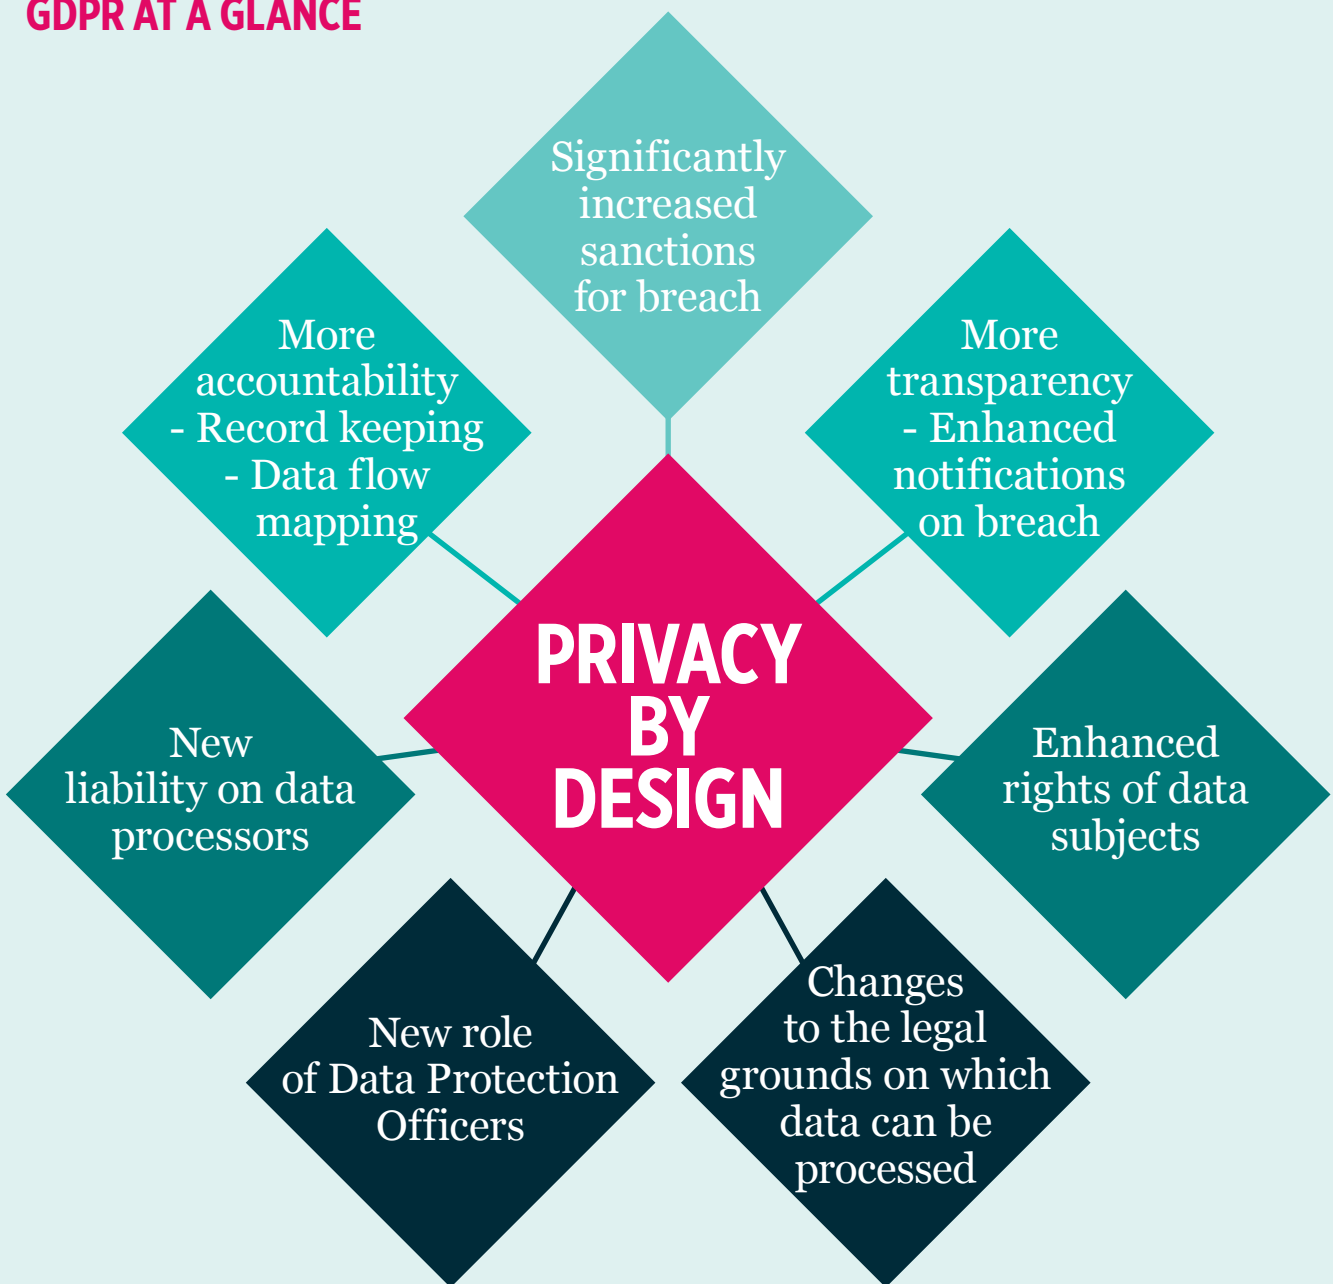 GDPR AT A GLANCE
Significantly
increased
sanctions
for breach
More
accountability
- Record keeping
- Data flow
mapping
More
transparency
- Enhanced
notifications
on breach
PRIVACY
BY
DESIGN
New
liability on data
processors
Enhanced
rights of data
subjects
New role
of Data Protection
Officers
Changes
to the legal
grounds on which
data can be
processed